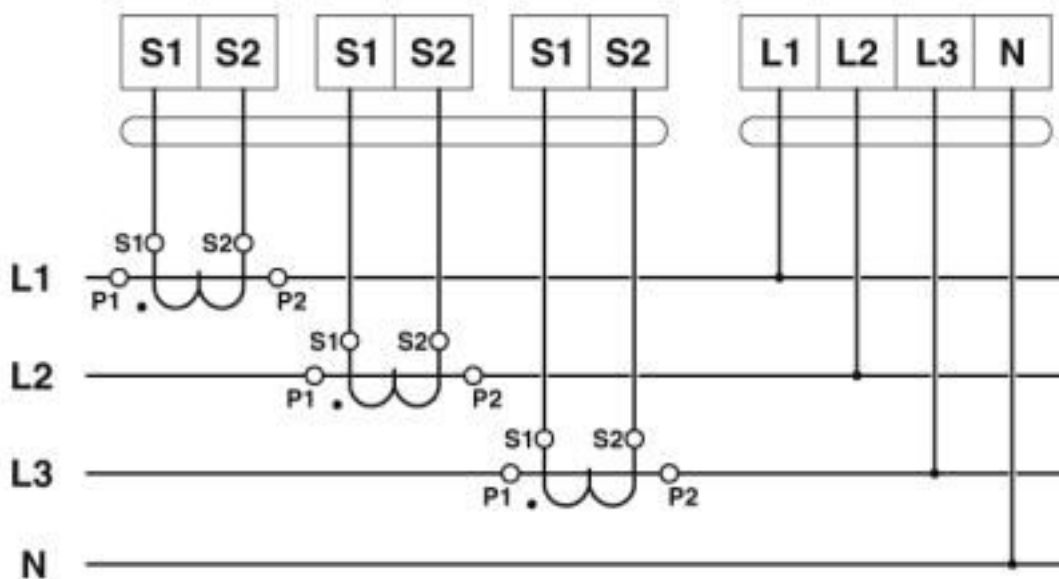 S1 S2 S1 S2 S1 S2 L1 L2 L3 N
S1 S2
L1
P1 P2
S1 S2
L2
P1 P2
S1 S2
L3
P1 P2
N